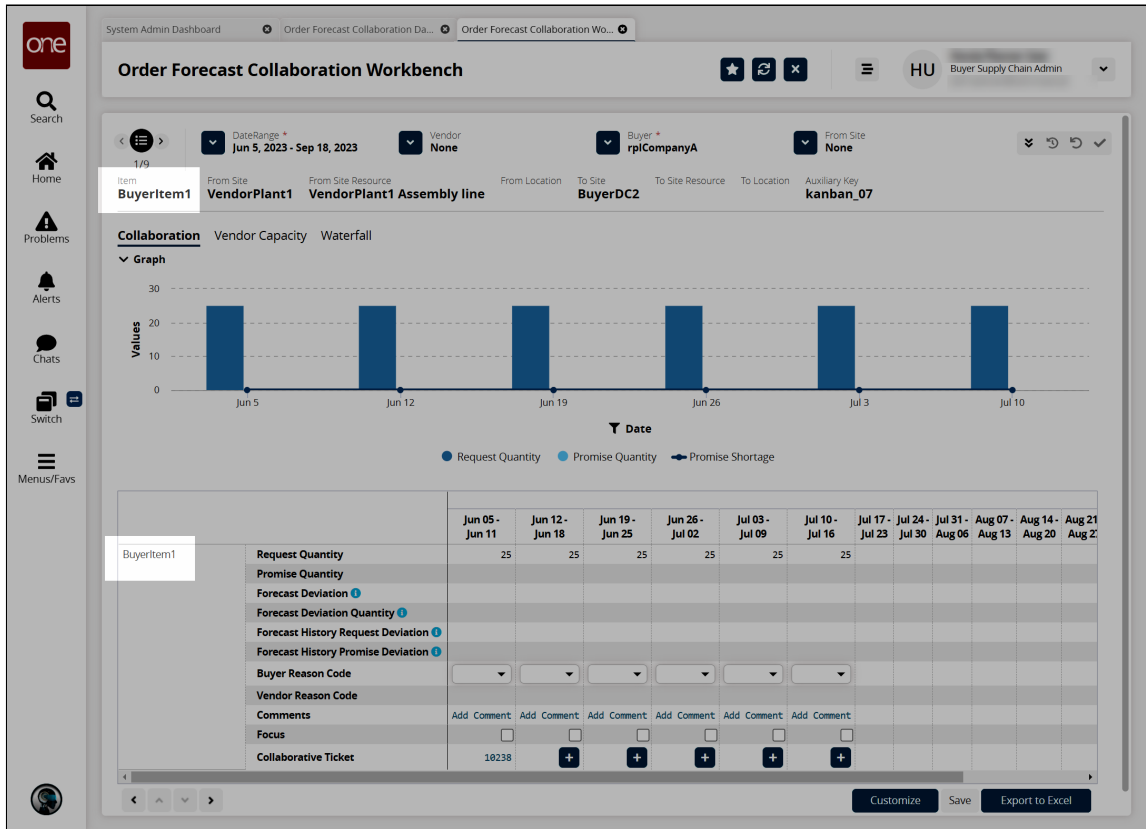 one
System Admin Dashboard
Order Forecast Collaboration Da...
Order Forecast Collaboration Wo...
Order Forecast Collaboration Workbench
HU
Buyer Supply Chain Admin
Search
Home
Problems
Alerts
Chats
Switch
Menus/Favs
1/9
DateRange *
Jun 5, 2023 - Sep 18, 2023
Vendor
None
Buyer *
rplCompanyA
From Site
None
Item
BuyerItem1
From Site
VendorPlant1
From Site Resource
VendorPlant1 Assembly line
From Location
To Site
BuyerDC2
To Site Resource
To Location
Auxiliary Key
kanban_07
Collaboration Vendor Capacity Waterfall
Graph
30
20
10
0
Values
Jun 5 Jun 12 Jun 19 Jun 26 Jul 3 Jul 10
Date
Request Quantity Promise Quantity Promise Shortage
Jun 05 - Jun 12 - Jun 19 - Jun 26 - Jul 03 - Jul 10 - Jul 17 - Jul 24 - Jul 31 - Aug 07 - Aug 14 - Aug 21
Jun 11 Jun 18 Jun 25 Jul 02 Jul 09 Jul 16 Jul 23 Jul 30 Aug 06 Aug 13 Aug 20 Aug
BuyerItem1 Request Quantity 25 25 25 25 25 25
Promise Quantity
Forecast Deviation
Forecast Deviation Quantity
Forecast History Request Deviation
Forecast History Promise Deviation
Buyer Reason Code
Vendor Reason Code
Comments Add Comment Add Comment Add Comment Add Comment Add Comment Add Comment
Focus
Collaborative Ticket 10238
Customize Save Export to Excel